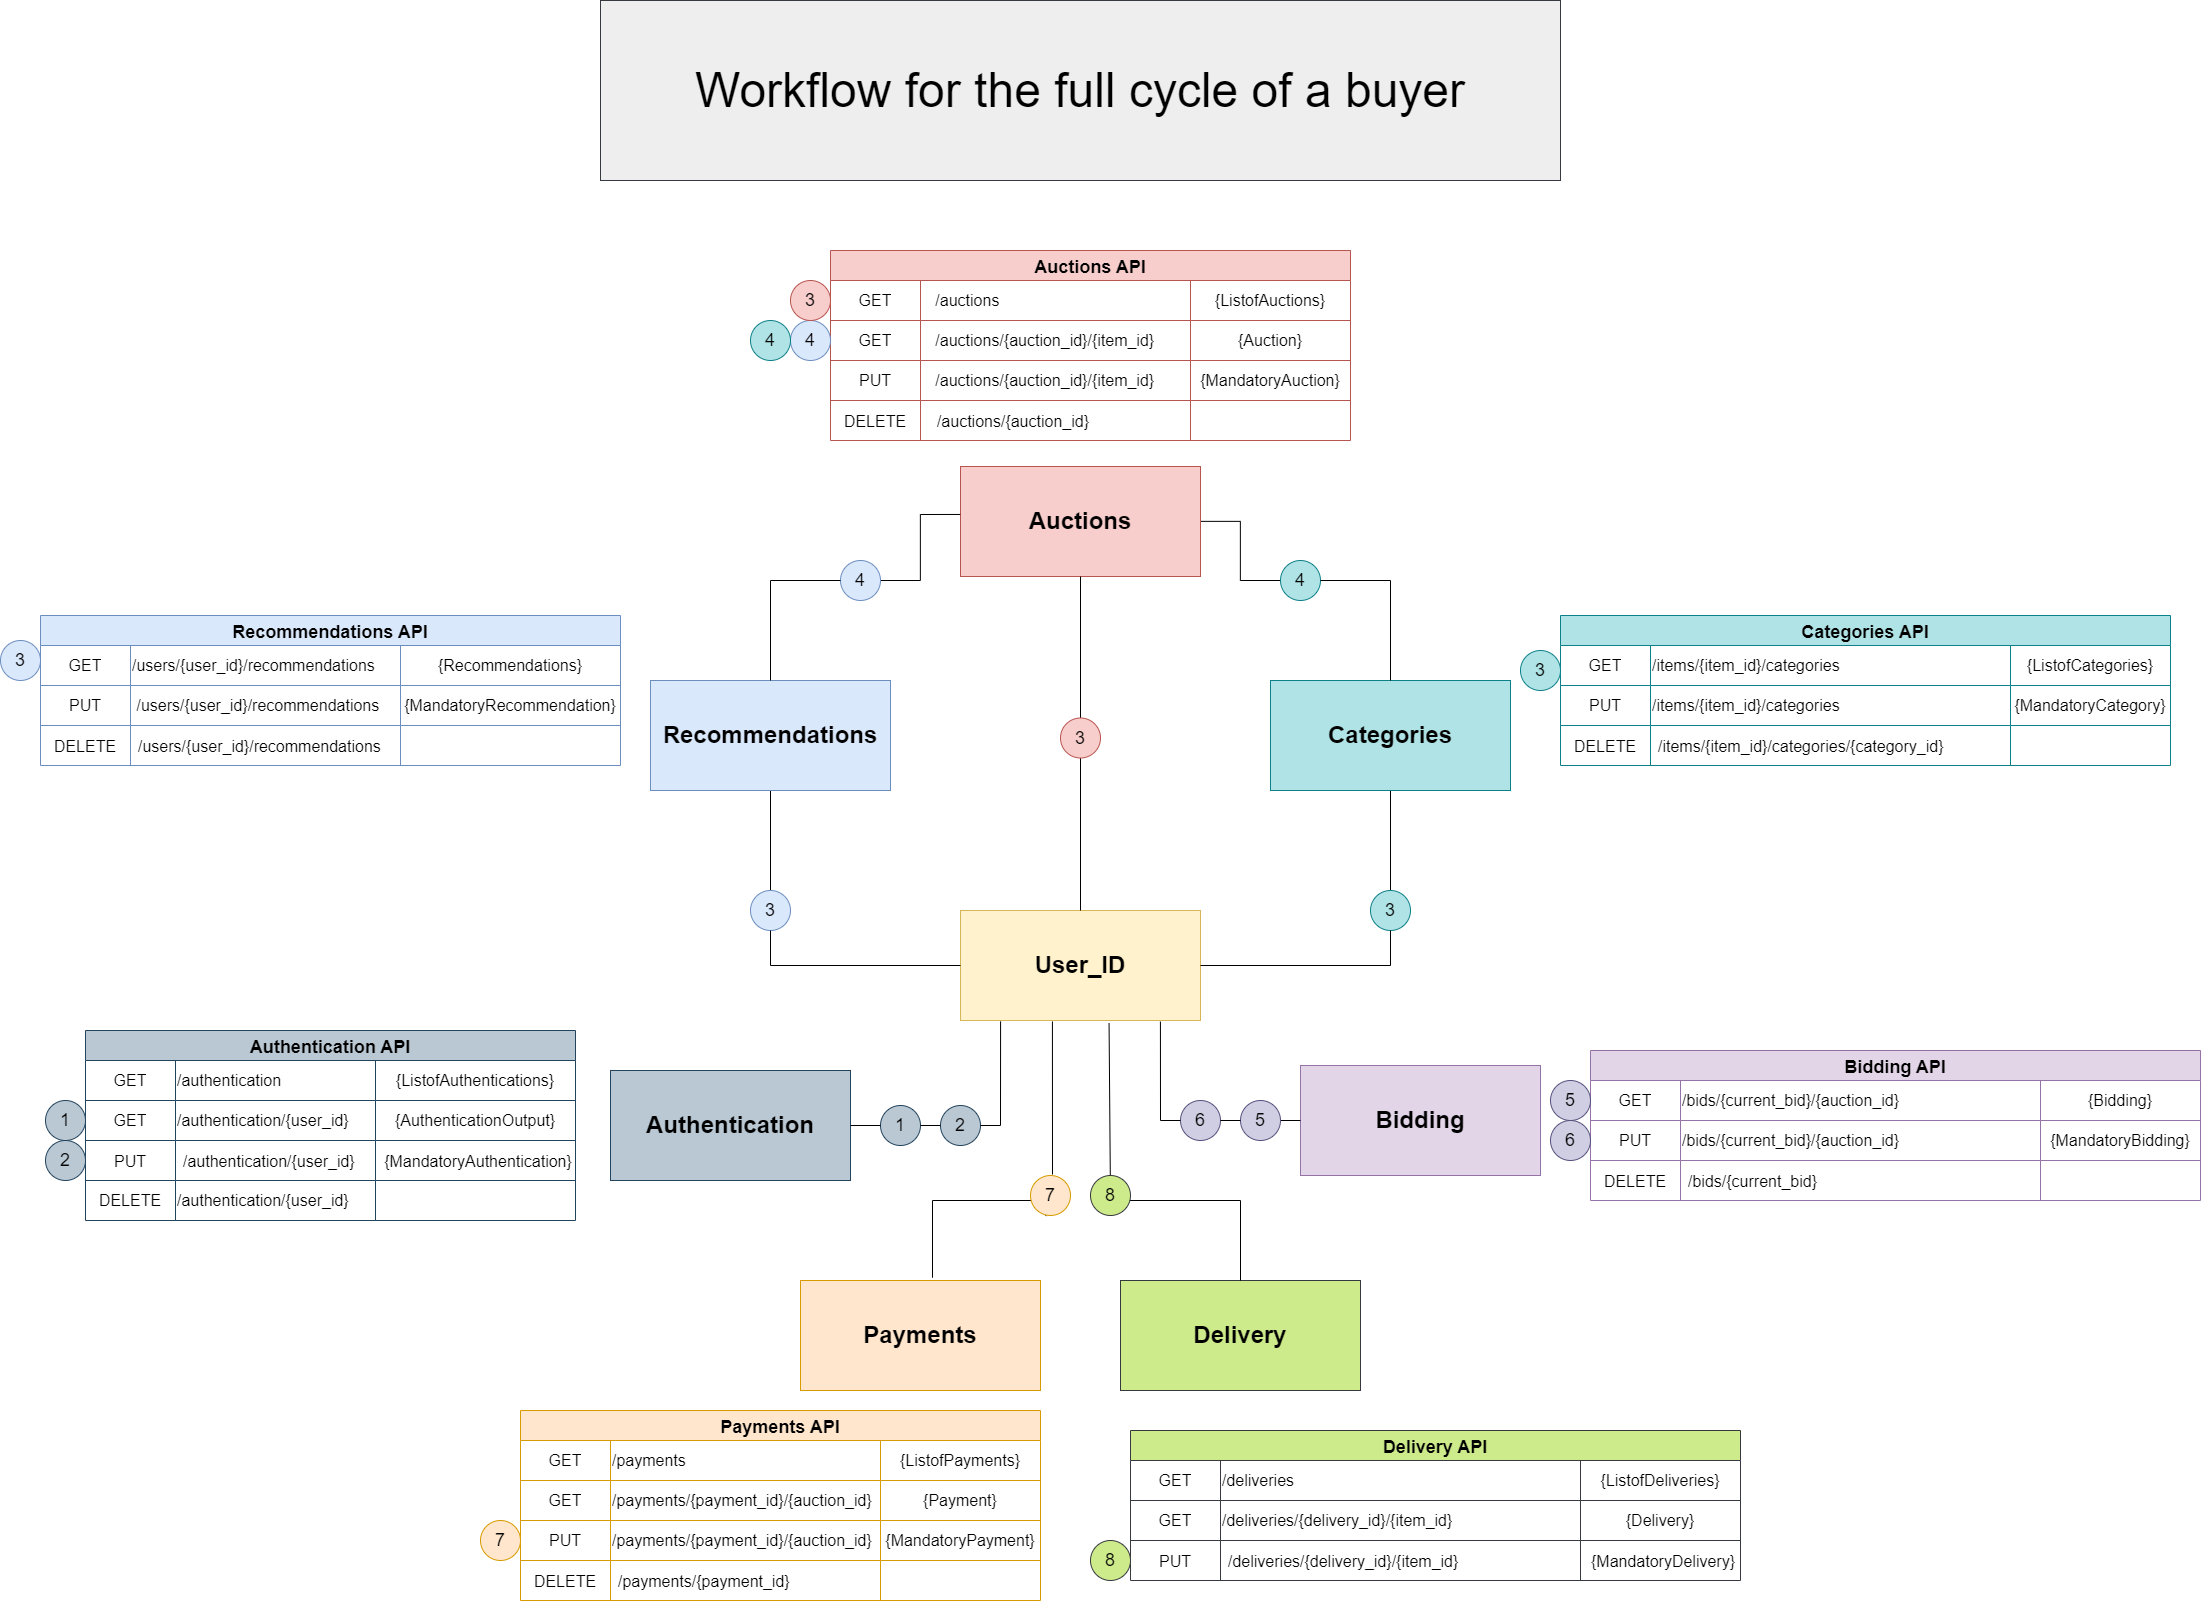 Workflow for the full cycle of a buyer
Auctions API
3 GET /auctions {ListofAuctions}
4 4 GET /auctions/{auction_id}/{item_id} {Auction}
PUT /auctions/{auction_id}/{item_id} {MandatoryAuction}
DELETE /auctions/{auction_id}
Auctions
4
4
Recommendations API
3 GET /users/{user_id}/recommendations {Recommendations}
PUT /users/{user_id}/recommendations {MandatoryRecommendation}
DELETE /users/{user_id}/recommendations
Recommendations
3
Categories
Categories API
3 GET /items/{item_id}/categories {ListofCategories}
PUT /items/{item_id}/categories {MandatoryCategory}
DELETE /items/{item_id}/categories/{category_id}
3
3
User_ID
Authentication API
GET /authentication {ListofAuthentications}
1 GET /authentication/{user_id} {AuthenticationOutput}
2 PUT /authentication/{user_id} {MandatoryAuthentication}
DELETE /authentication/{user_id}
Authentication
1 2
6 5
Bidding
Bidding API
5 GET /bids/{current_bid}/{auction_id} {Bidding}
6 PUT /bids/{current_bid}/{auction_id} {MandatoryBidding}
DELETE /bids/{current_bid}
7
8
Payments
Delivery
Payments API
GET /payments {ListofPayments}
GET /payments/{payment_id}/{auction_id} {Payment}
7 PUT /payments/{payment_id}/{auction_id} {MandatoryPayment}
DELETE /payments/{payment_id}
Delivery API
GET /deliveries {ListofDeliveries}
GET /deliveries/{delivery_id}/{item_id} {Delivery}
8 PUT /deliveries/{delivery_id}/{item_id} {MandatoryDelivery}